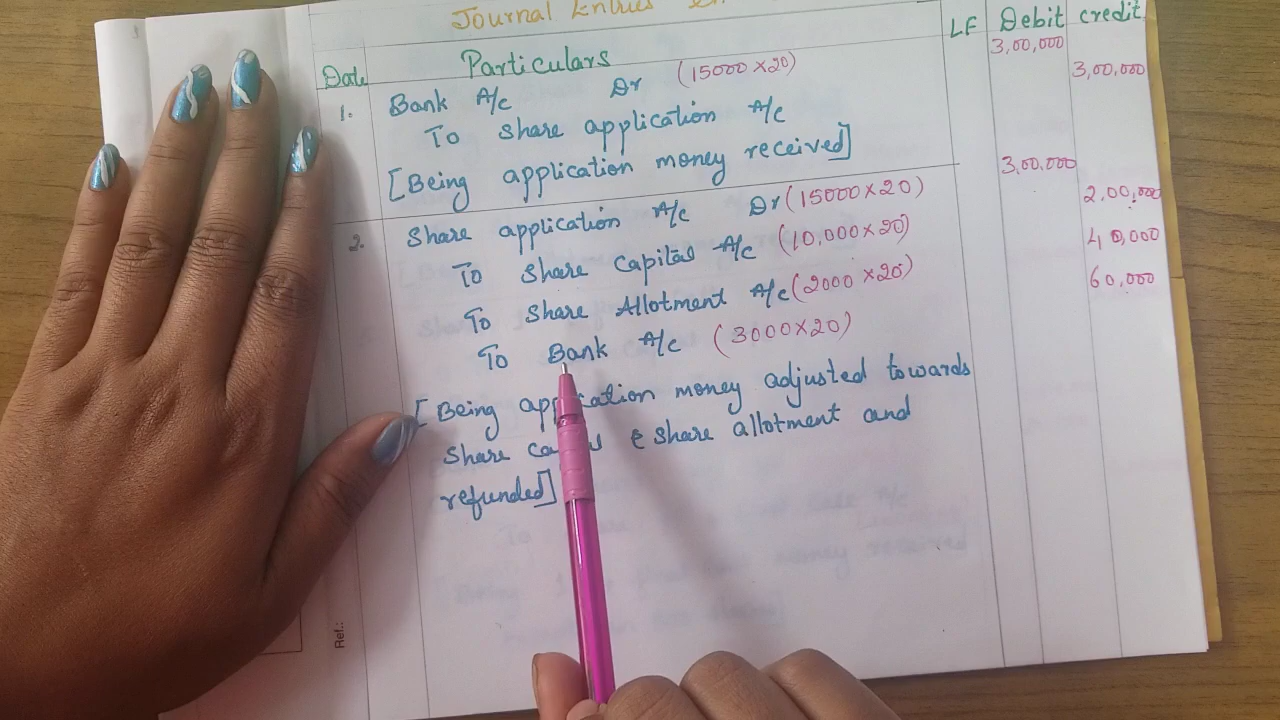 Journal Entries
Date Particulars LF Debit credit
1. Bank A/c Dr (15000×20) 3,00,000
To share application A/c 3,00,000
[Being application money received]
2. Share application A/c Dr (15000×20) 3,00,000
To share capital A/c (10,000×20) 2,00,000
To share Allotment A/c (2000×20) 40,000
To Bank A/c (3000×20) 60,000
[Being application money adjusted towards
share & share allotment and
refunded]
Ref.: